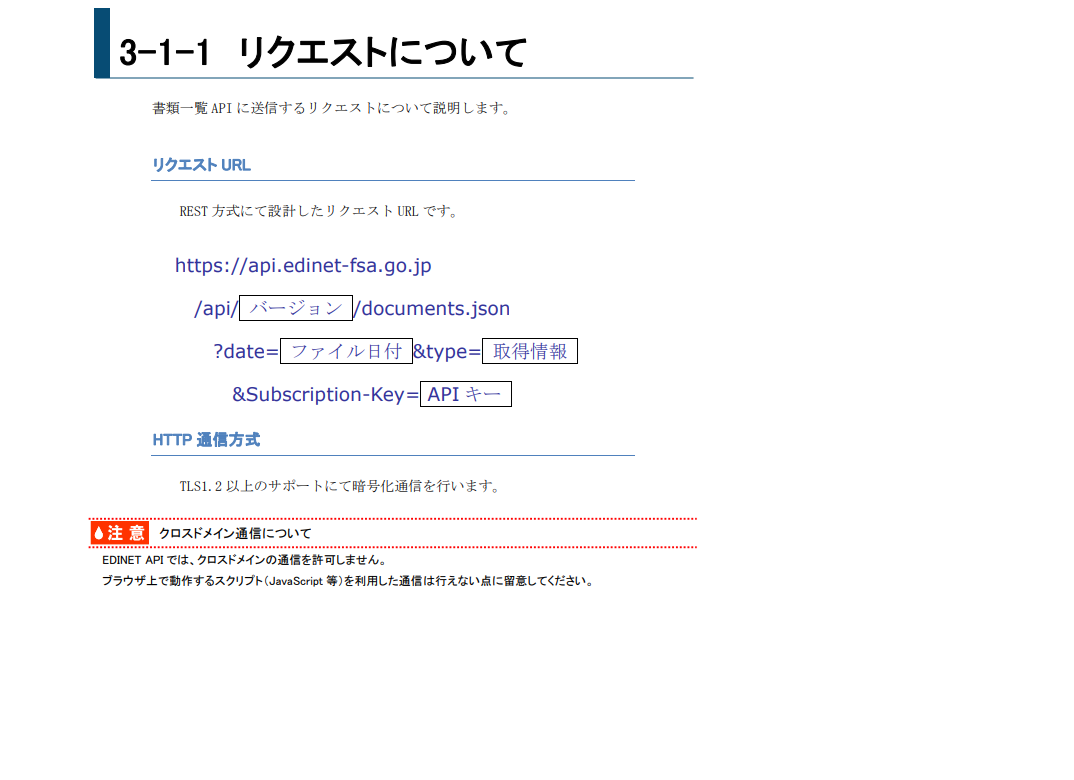 3-1-1 リクエストについて
書類一覧 API に送信するリクエストについて説明します。
リクエスト URL
REST 方式にて設計したリクエスト URL です。
https://api.edinet-fsa.go.jp
/api/ バージョン /documents.json
?date= ファイル日付 &type= 取得情報
&Subscription-Key= API キー
HTTP 通信方式
TLS1.2 以上のサポートにて暗号化通信を行います。
注 意 クロスドメイン通信について
EDINET API では、クロスドメインの通信を許可しません。
ブラウザ上で動作するスクリプト(JavaScript 等)を利用した通信は行えない点に留意してください。